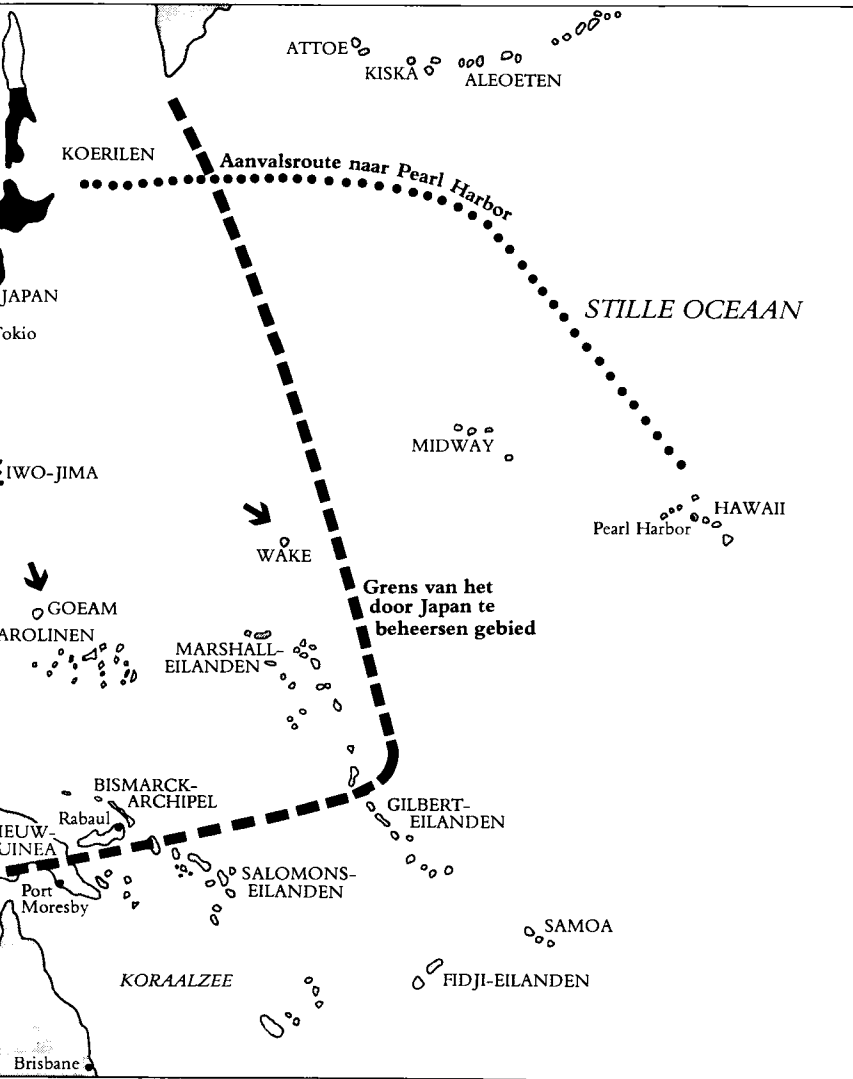 ATTOE
KISKA
ALEOETEN
KOERILEN
Aanvalsroute naar Pearl Harbor
JAPAN
Tokio
STILLE OCEAAN
MIDWAY
IWO-JIMA
HAWAII
Pearl Harbor
WAKE
Grens van het
door Japan te
beheersen gebied
GOEAM
AROLINEN
MARSHALL-
EILANDEN
BISMARCK-
ARCHIPEL
Rabaul
IEUW-
UINEA
GILBERT-
EILANDEN
Port
Moresby
SALOMONS-
EILANDEN
SAMOA
KORAALZEE
FIDJI-EILANDEN
Brisbane